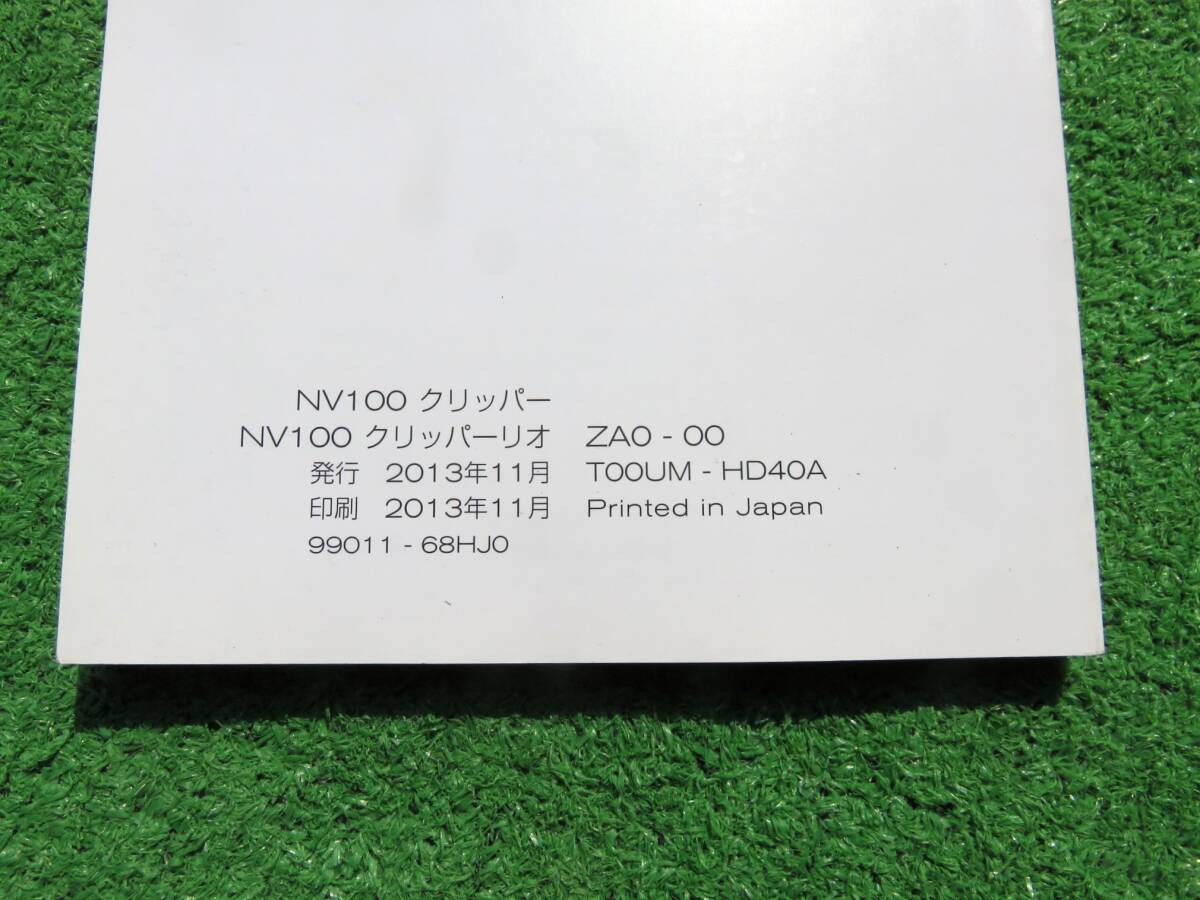 NV100 クリッパー
NV100 クリッパーリオ ZA0 - 00
発行 2013年11月 T00UM - HD40A
印刷 2013年11月 Printed in Japan
99011 - 68HJ0